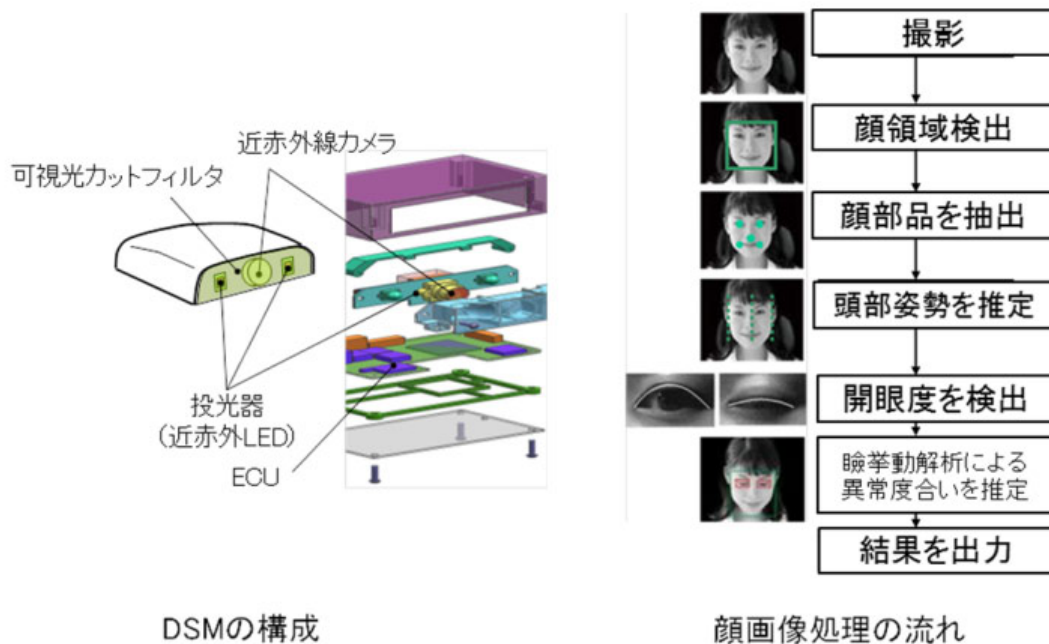 近赤外線カメラ
可視光カットフィルタ
投光器
(近赤外LED)
ECU
DSMの構成
撮影
顔領域検出
顔部品を抽出
頭部姿勢を推定
開眼度を検出
瞼挙動解析による
異常度合いを推定
結果を出力
顔画像処理の流れ